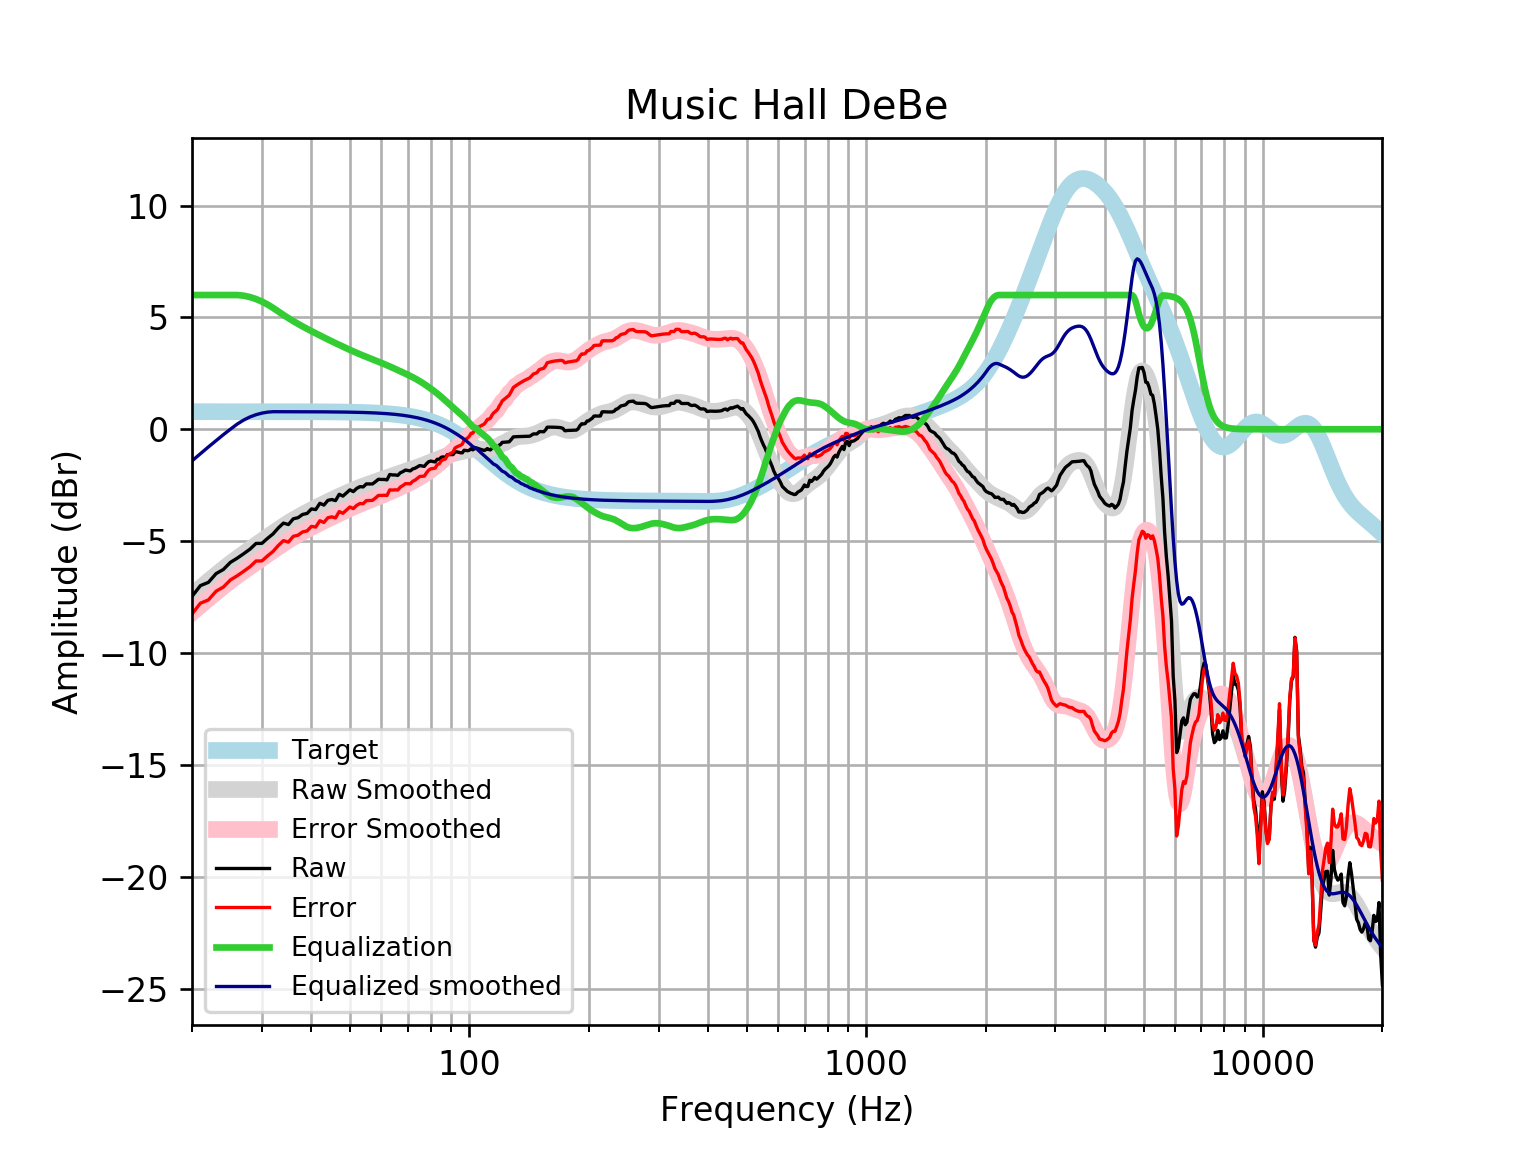 Music Hall DeBe
10
5
0
−5
−10
−15
−20
−25
Amplitude (dBr)
Target
Raw Smoothed
Error Smoothed
Raw
Error
Equalization
Equalized smoothed
100
1000
10000
Frequency (Hz)